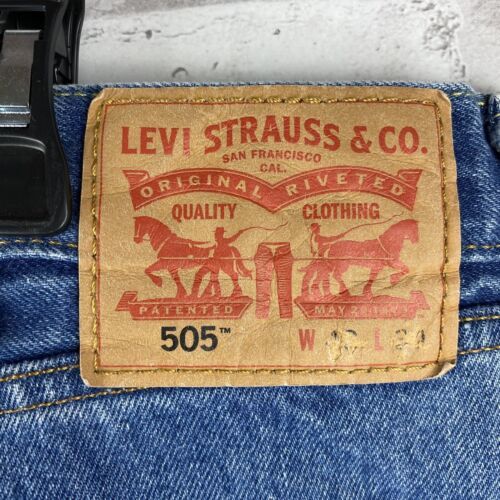 LEVI STRAUSS & CO.
SAN FRANCISCO
CAL.
ORIGINAL RIVETED
QUALITY CLOTHING
PATENTED
505™ W L